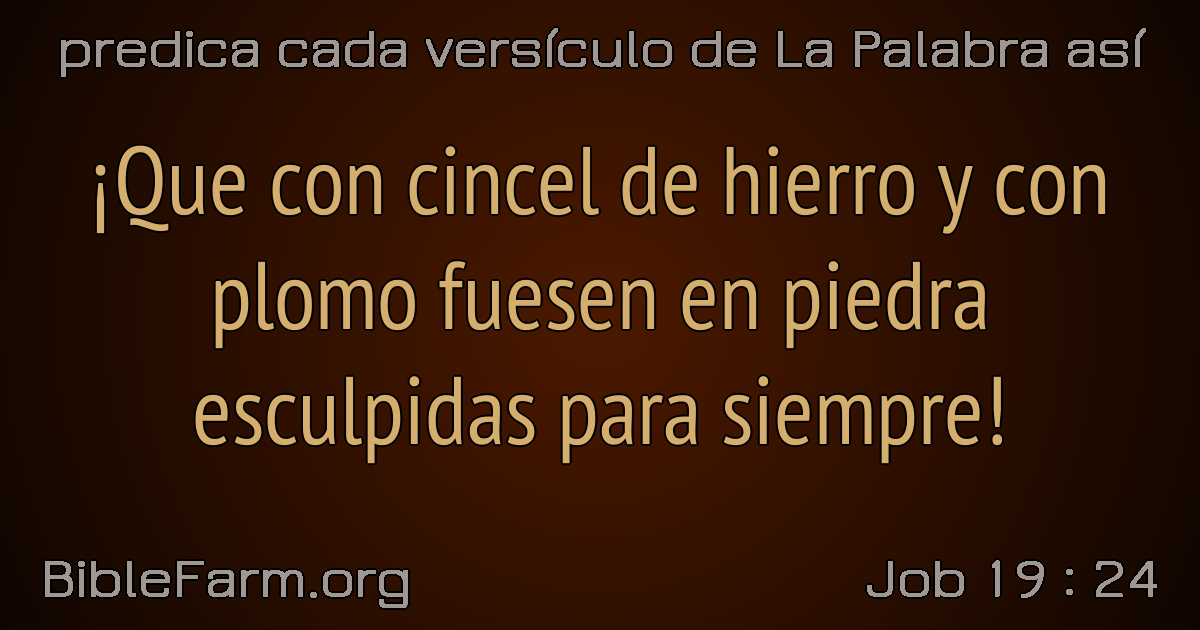 predica cada versículo de La Palabra así
¡Que con cincel de hierro y con
plomo fuesen en piedra
esculpidas para siempre!
BibleFarm.org
Job 19 : 24